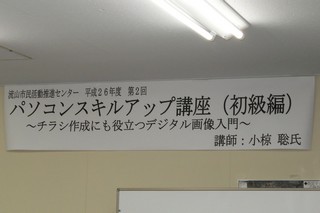 流山市民活動推進センター 平成26年度 第2回
パソコンスキルアップ講座（初級編）
～チラシ作成にも役立つデジタル画像入門～
講師：小椋 聡氏